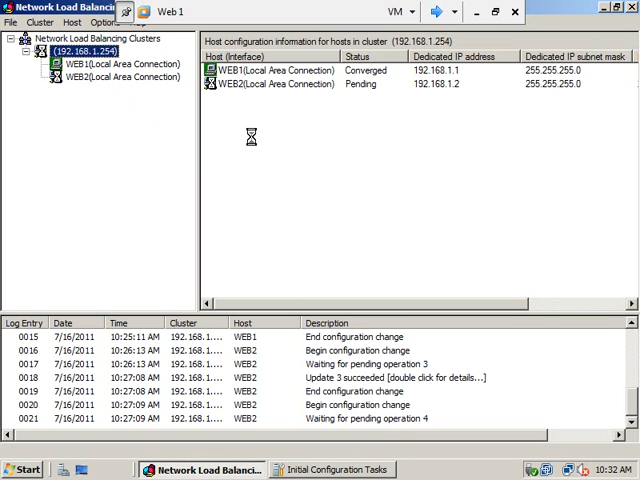 Network Load Balancing
Web 1
VM
File Cluster Host Options
Network Load Balancing Clusters
(192.168.1.254)
WEB1(Local Area Connection)
WEB2(Local Area Connection)
Host configuration information for hosts in cluster (192.168.1.254)
Host (Interface) Status Dedicated IP address Dedicated IP subnet mask
WEB1(Local Area Connection) Converged 192.168.1.1 255.255.255.0
WEB2(Local Area Connection) Pending 192.168.1.2 255.255.255.0
Log Entry Date Time Cluster Host Description
0015 7/16/2011 10:25:11 AM 192.168.1.... WEB1 End configuration change
0016 7/16/2011 10:26:13 AM 192.168.1.... WEB2 Begin configuration change
0017 7/16/2011 10:26:13 AM 192.168.1.... WEB2 Waiting for pending operation 3
0018 7/16/2011 10:27:08 AM 192.168.1.... WEB2 Update 3 succeeded [double click for details...]
0019 7/16/2011 10:27:08 AM 192.168.1.... WEB2 End configuration change
0020 7/16/2011 10:27:09 AM 192.168.1.... WEB2 Begin configuration change
0021 7/16/2011 10:27:09 AM 192.168.1.... WEB2 Waiting for pending operation 4
Start Network Load Balanci... Initial Configuration Tasks 10:32 AM